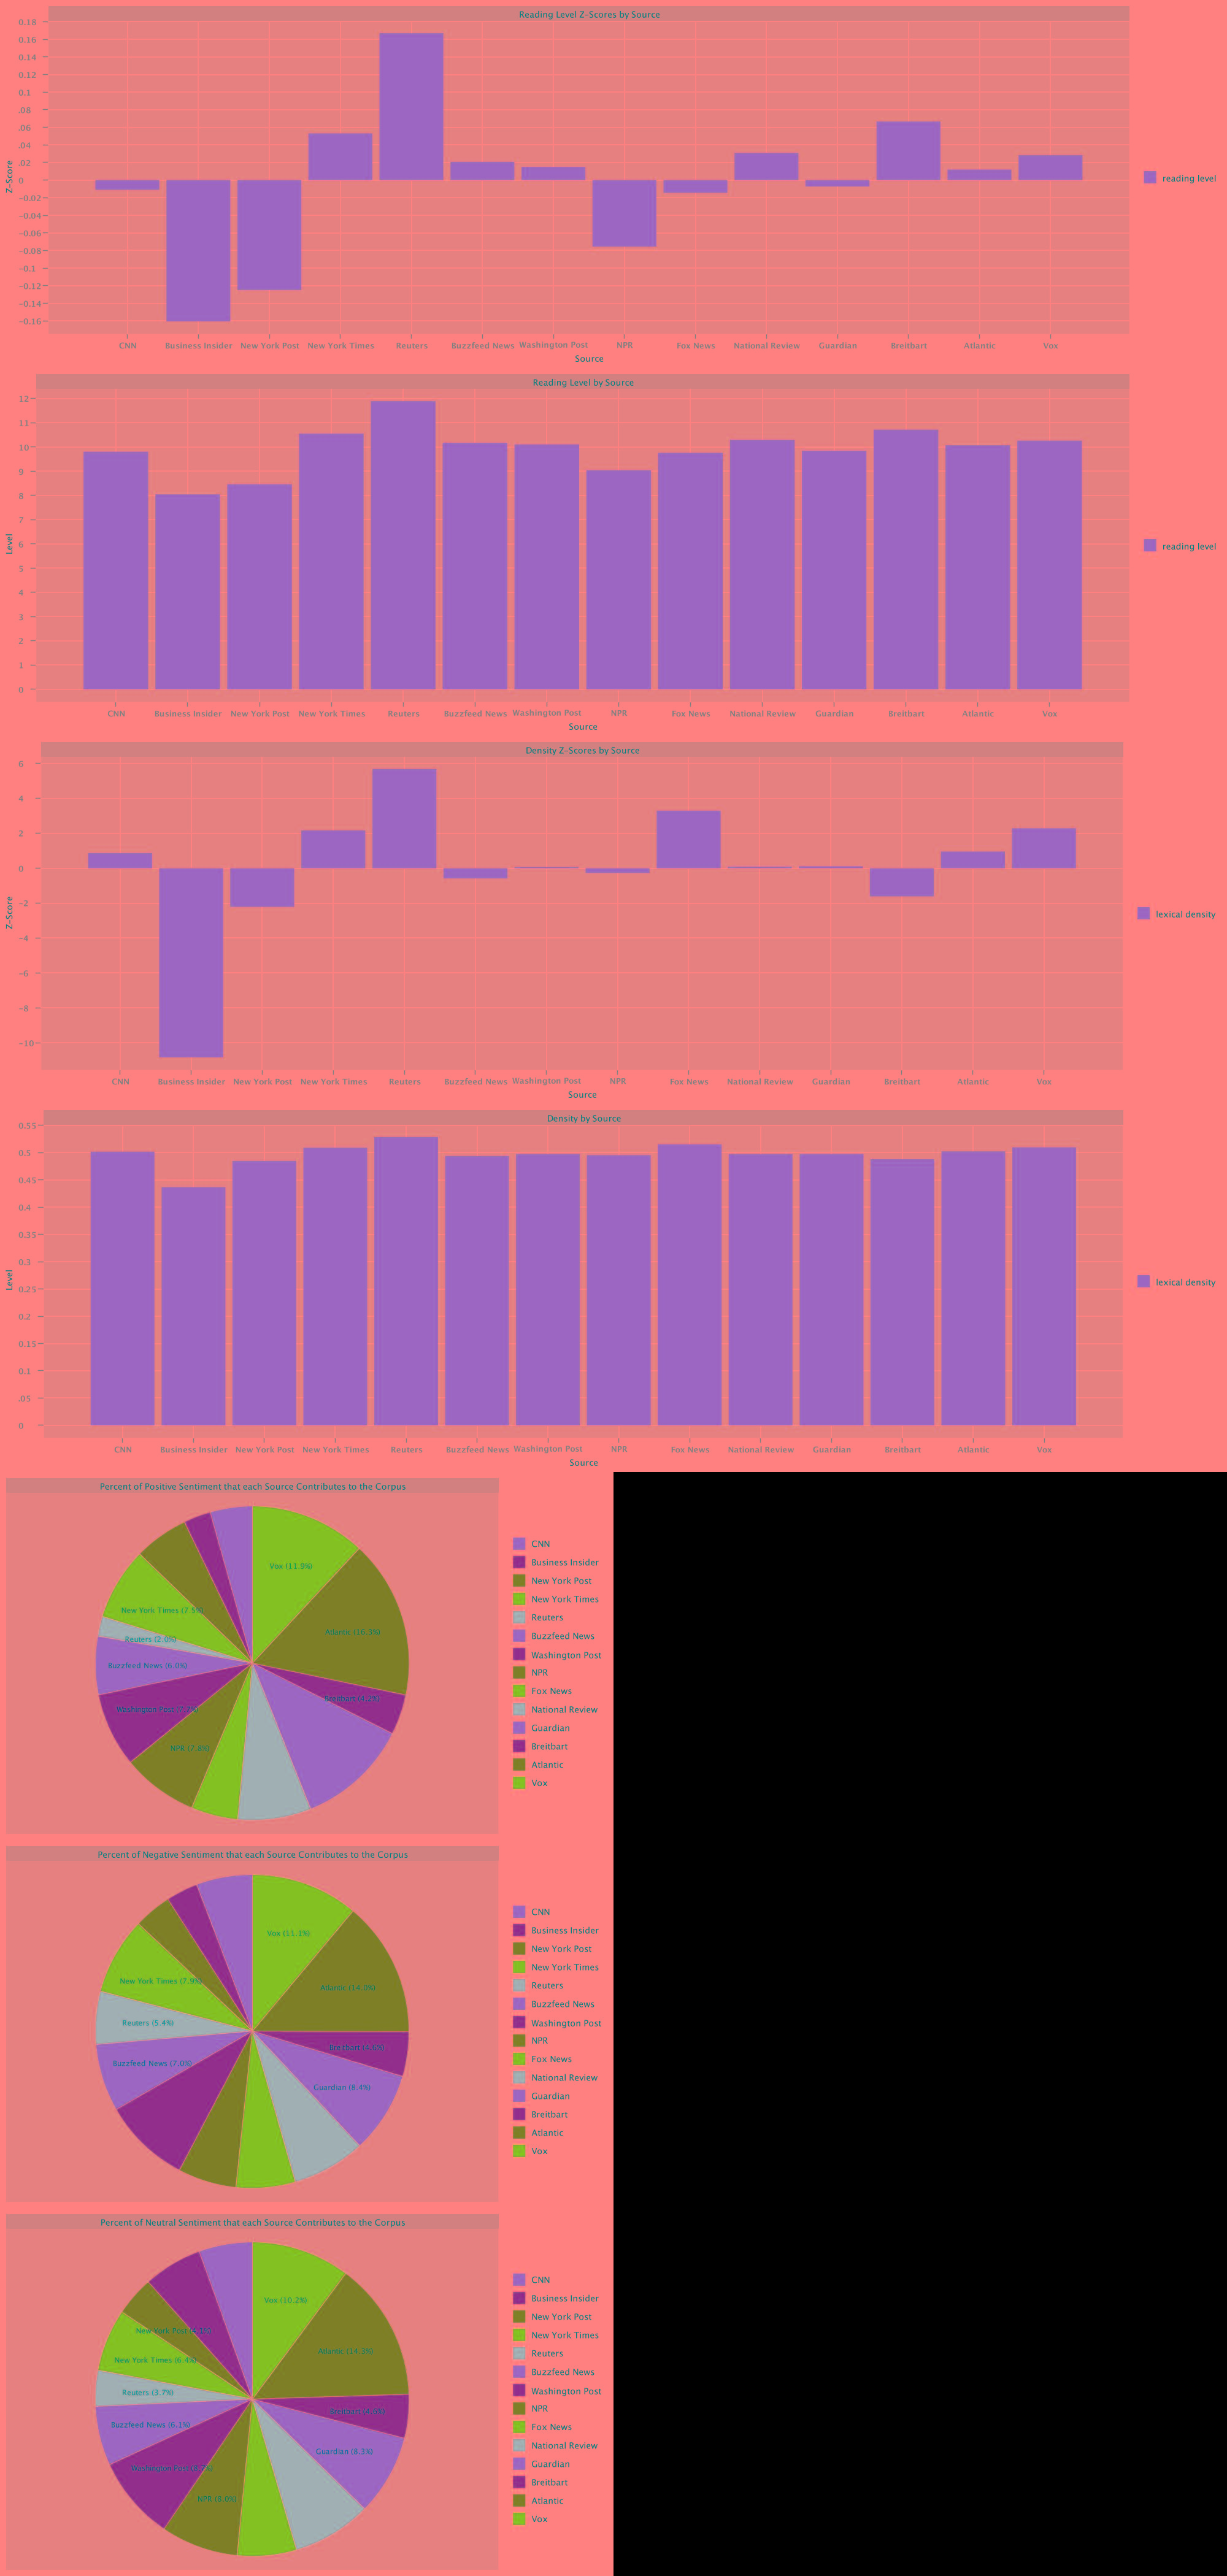 Reading Level Z-Scores by Source
0.18
0.16
0.14
0.12
0.1
.08
.06
.04
.02
0
-0.02
-0.04
-0.06
-0.08
-0.1
-0.12
-0.14
-0.16
Z-Score
CNN Business Insider New York Post New York Times Reuters Buzzfeed News Washington Post NPR Fox News National Review Guardian Breitbart Atlantic Vox
Source
reading level
Reading Level by Source
12
11
10
9
8
7
6
5
4
3
2
1
0
Level
CNN Business Insider New York Post New York Times Reuters Buzzfeed News Washington Post NPR Fox News National Review Guardian Breitbart Atlantic Vox
Source
reading level
Density Z-Scores by Source
6
4
2
0
-2
-4
-6
-8
-10
Z-Score
CNN Business Insider New York Post New York Times Reuters Buzzfeed News Washington Post NPR Fox News National Review Guardian Breitbart Atlantic Vox
Source
lexical density
Density by Source
0.55
0.5
0.45
0.4
0.35
0.3
0.25
0.2
0.15
0.1
.05
0
Level
CNN Business Insider New York Post New York Times Reuters Buzzfeed News Washington Post NPR Fox News National Review Guardian Breitbart Atlantic Vox
Source
lexical density
Percent of Positive Sentiment that each Source Contributes to the Corpus
Vox (11.9%)
New York Times (7.5%)
Atlantic
Reuters (2.0%)
Buzzfeed News (6.0%)
Washington Post
NPR (7.8%)
CNN
Business Insider
New York Post
New York Times
Reuters
Buzzfeed News
Washington Post
NPR
Fox News
National Review
Guardian
Breitbart
Atlantic
Vox
Percent of Negative Sentiment that each Source Contributes to the Corpus
Vox (11.1%)
New York Times (7.9%)
Atlantic (14.0%)
Reuters (5.4%)
Buzzfeed News (7.0%)
Guardian (8.4%)
CNN
Business Insider
New York Post
New York Times
Reuters
Buzzfeed News
Washington Post
NPR
Fox News
National Review
Guardian
Breitbart
Atlantic
Vox
Percent of Neutral Sentiment that each Source Contributes to the Corpus
Vox (10.2%)
New York Post
Atlantic (14.3%)
New York Times (6.4%)
Reuters (3.7%)
Breitbart
Buzzfeed News (6.1%)
Guardian (8.3%)
Washington Post
NPR (8.0%)
CNN
Business Insider
New York Post
New York Times
Reuters
Buzzfeed News
Washington Post
NPR
Fox News
National Review
Guardian
Breitbart
Atlantic
Vox